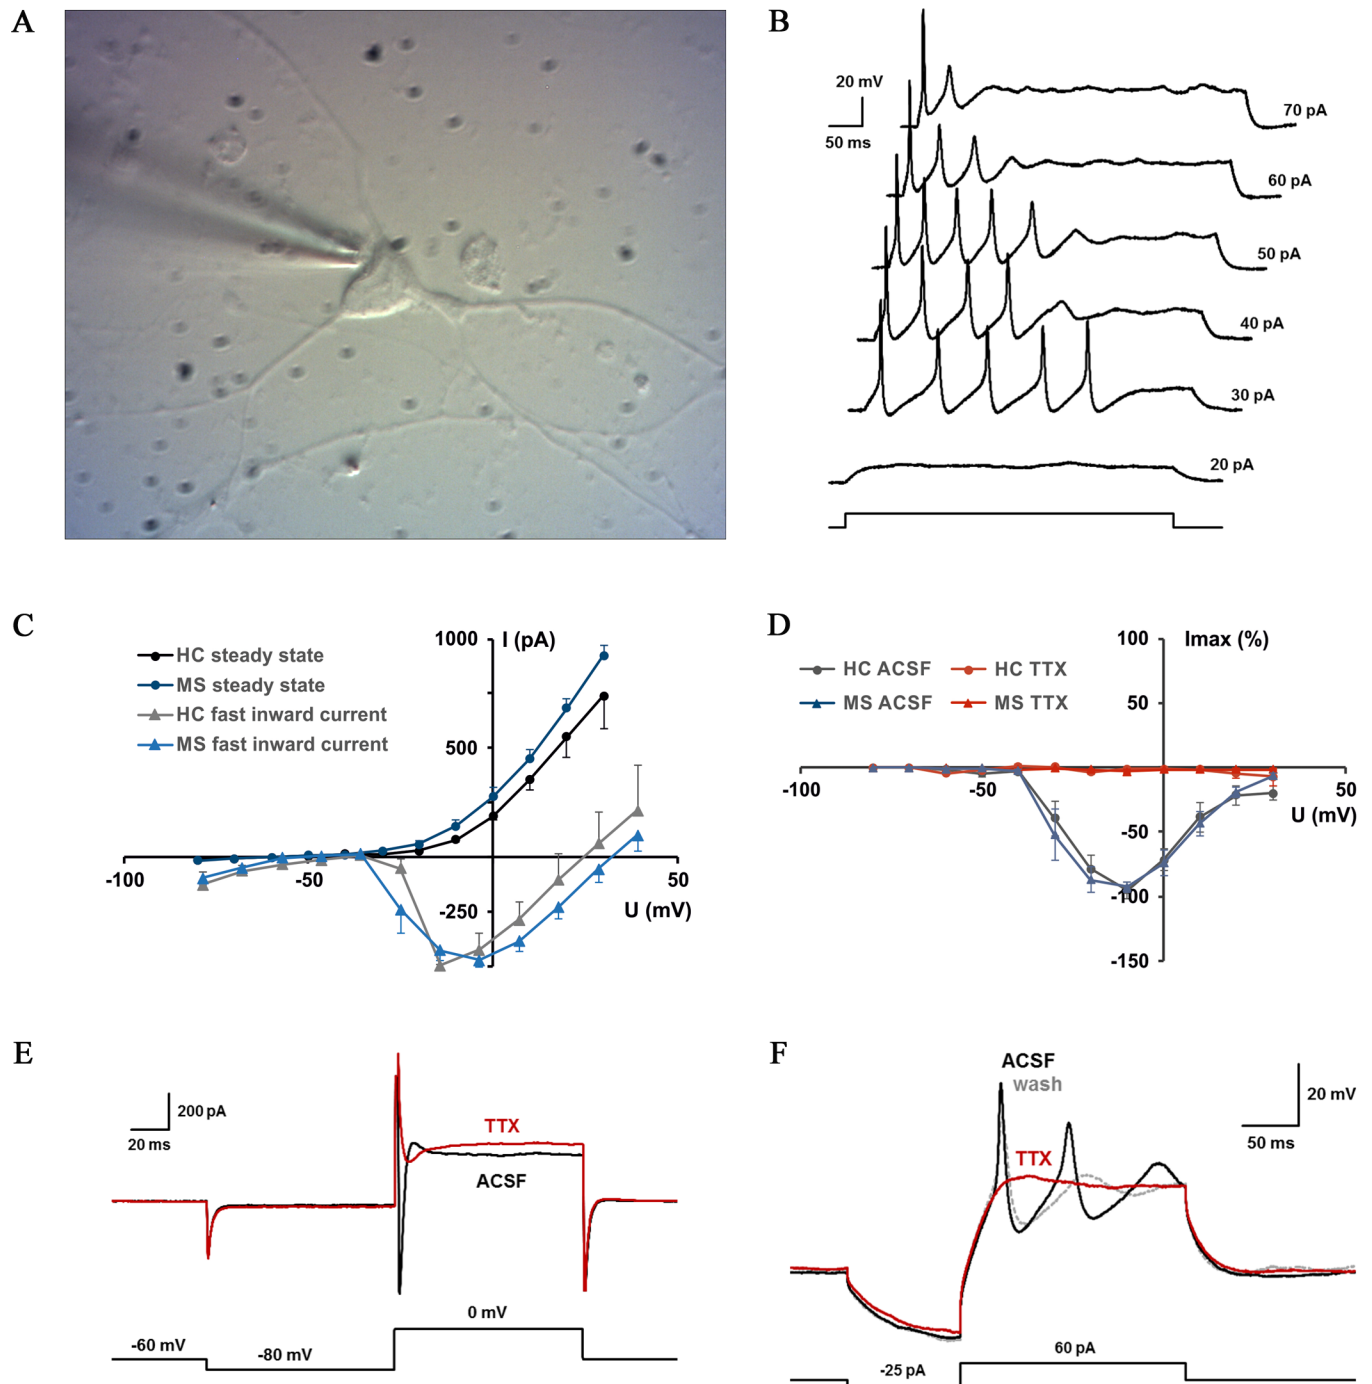 A
B
20 mV
50 ms
70 pA
60 pA
50 pA
40 pA
30 pA
20 pA
C
1000
I (pA)
HC steady state
MS steady state
HC fast inward current
MS fast inward current
500
-100
-50
50
-250
U (mV)
D
100
Imax (%)
HC ACSF
HC TTX
MS ACSF
MS TTX
50
-100
-50
50
U (mV)
-50
-100
-150
E
200 pA
20 ms
TTX
ACSF
0 mV
-60 mV
-80 mV
F
ACSF
wash
20 mV
50 ms
TTX
60 pA
-25 pA